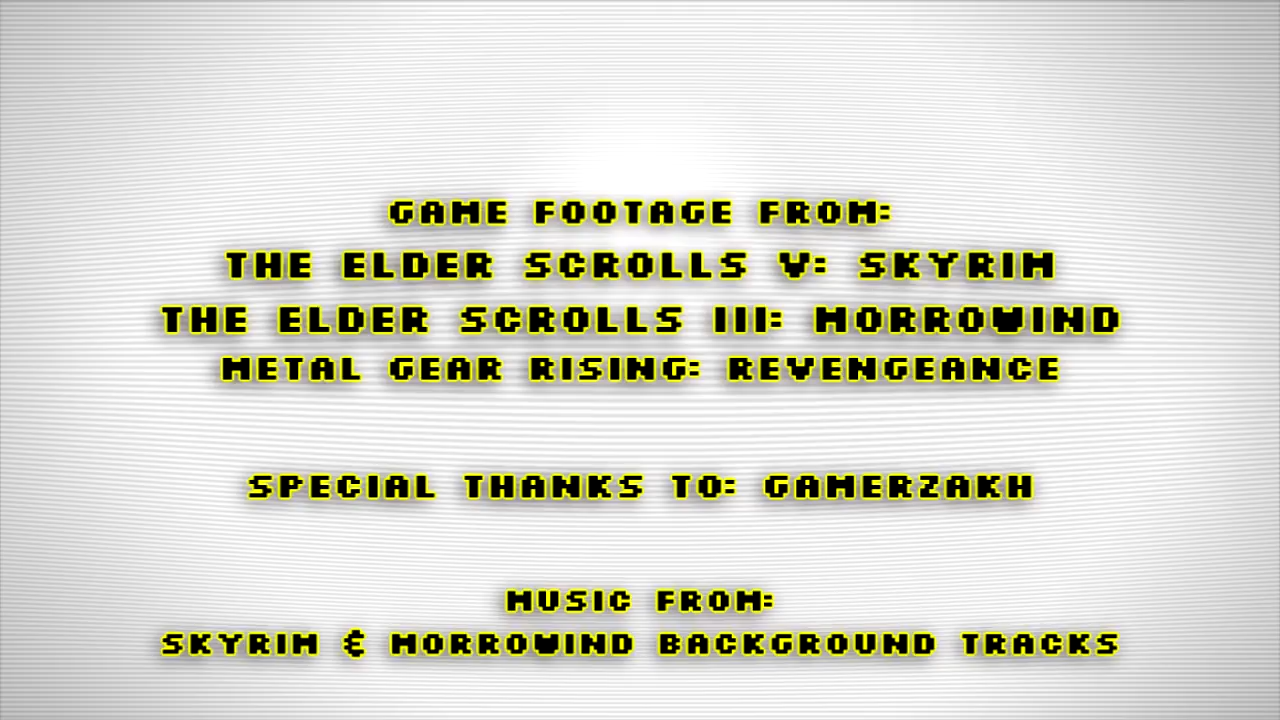 GAME FOOTAGE FROM:
THE ELDER SCROLLS V: SKYRIM
THE ELDER SCROLLS III: MORROWIND
METAL GEAR RISING: REVENGEANCE
SPECIAL THANKS TO: GAMERZAKH
MUSIC FROM:
SKYRIM & MORROWIND BACKGROUND TRACKS